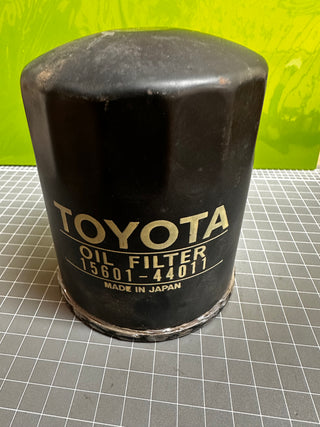 TOYOTA
OIL FILTER
15601-44011
MADE IN JAPAN